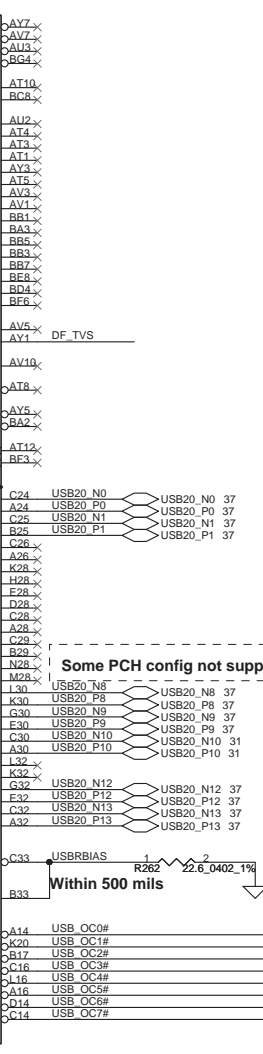 AY7
AV7
AU3
BG4
AT10
BC8
AU2
AT4
AT3
AT1
AY3
AT5
AV3
AV1
BB1
BA3
BB5
BB3
BB7
BE8
BD4
BF6
AV5
AY1 DF_TVS
AV10
AT8
AY5
BA2
AT12
BF3
C24 USB20_N0 USB20_N0 37
A24 USB20_P0 USB20_P0 37
C25 USB20_N1 USB20_N1 37
B25 USB20_P1 USB20_P1 37
C26
A26
K28
H28
E28
D28
C28
A28
C29
B29
N28 Some PCH config not supp
M28
L30 USB20_N8 USB20_N8 37
K30 USB20_P8 USB20_P8 37
G30 USB20_N9 USB20_N9 37
E30 USB20_P9 USB20_P9 37
C30 USB20_N10 USB20_N10 31
A30 USB20_P10 USB20_P10 31
L32
K32
G32 USB20_N12 USB20_N12 37
E32 USB20_P12 USB20_P12 37
C32 USB20_N13 USB20_N13 37
A32 USB20_P13 USB20_P13 37
C33 USBRBIAS 1 2
R262 22.6_0402_1%
Within 500 mils
B33
A14 USB_OC0#
K20 USB_OC1#
B17 USB_OC2#
C16 USB_OC3#
L16 USB_OC4#
A16 USB_OC5#
D14 USB_OC6#
C14 USB_OC7#